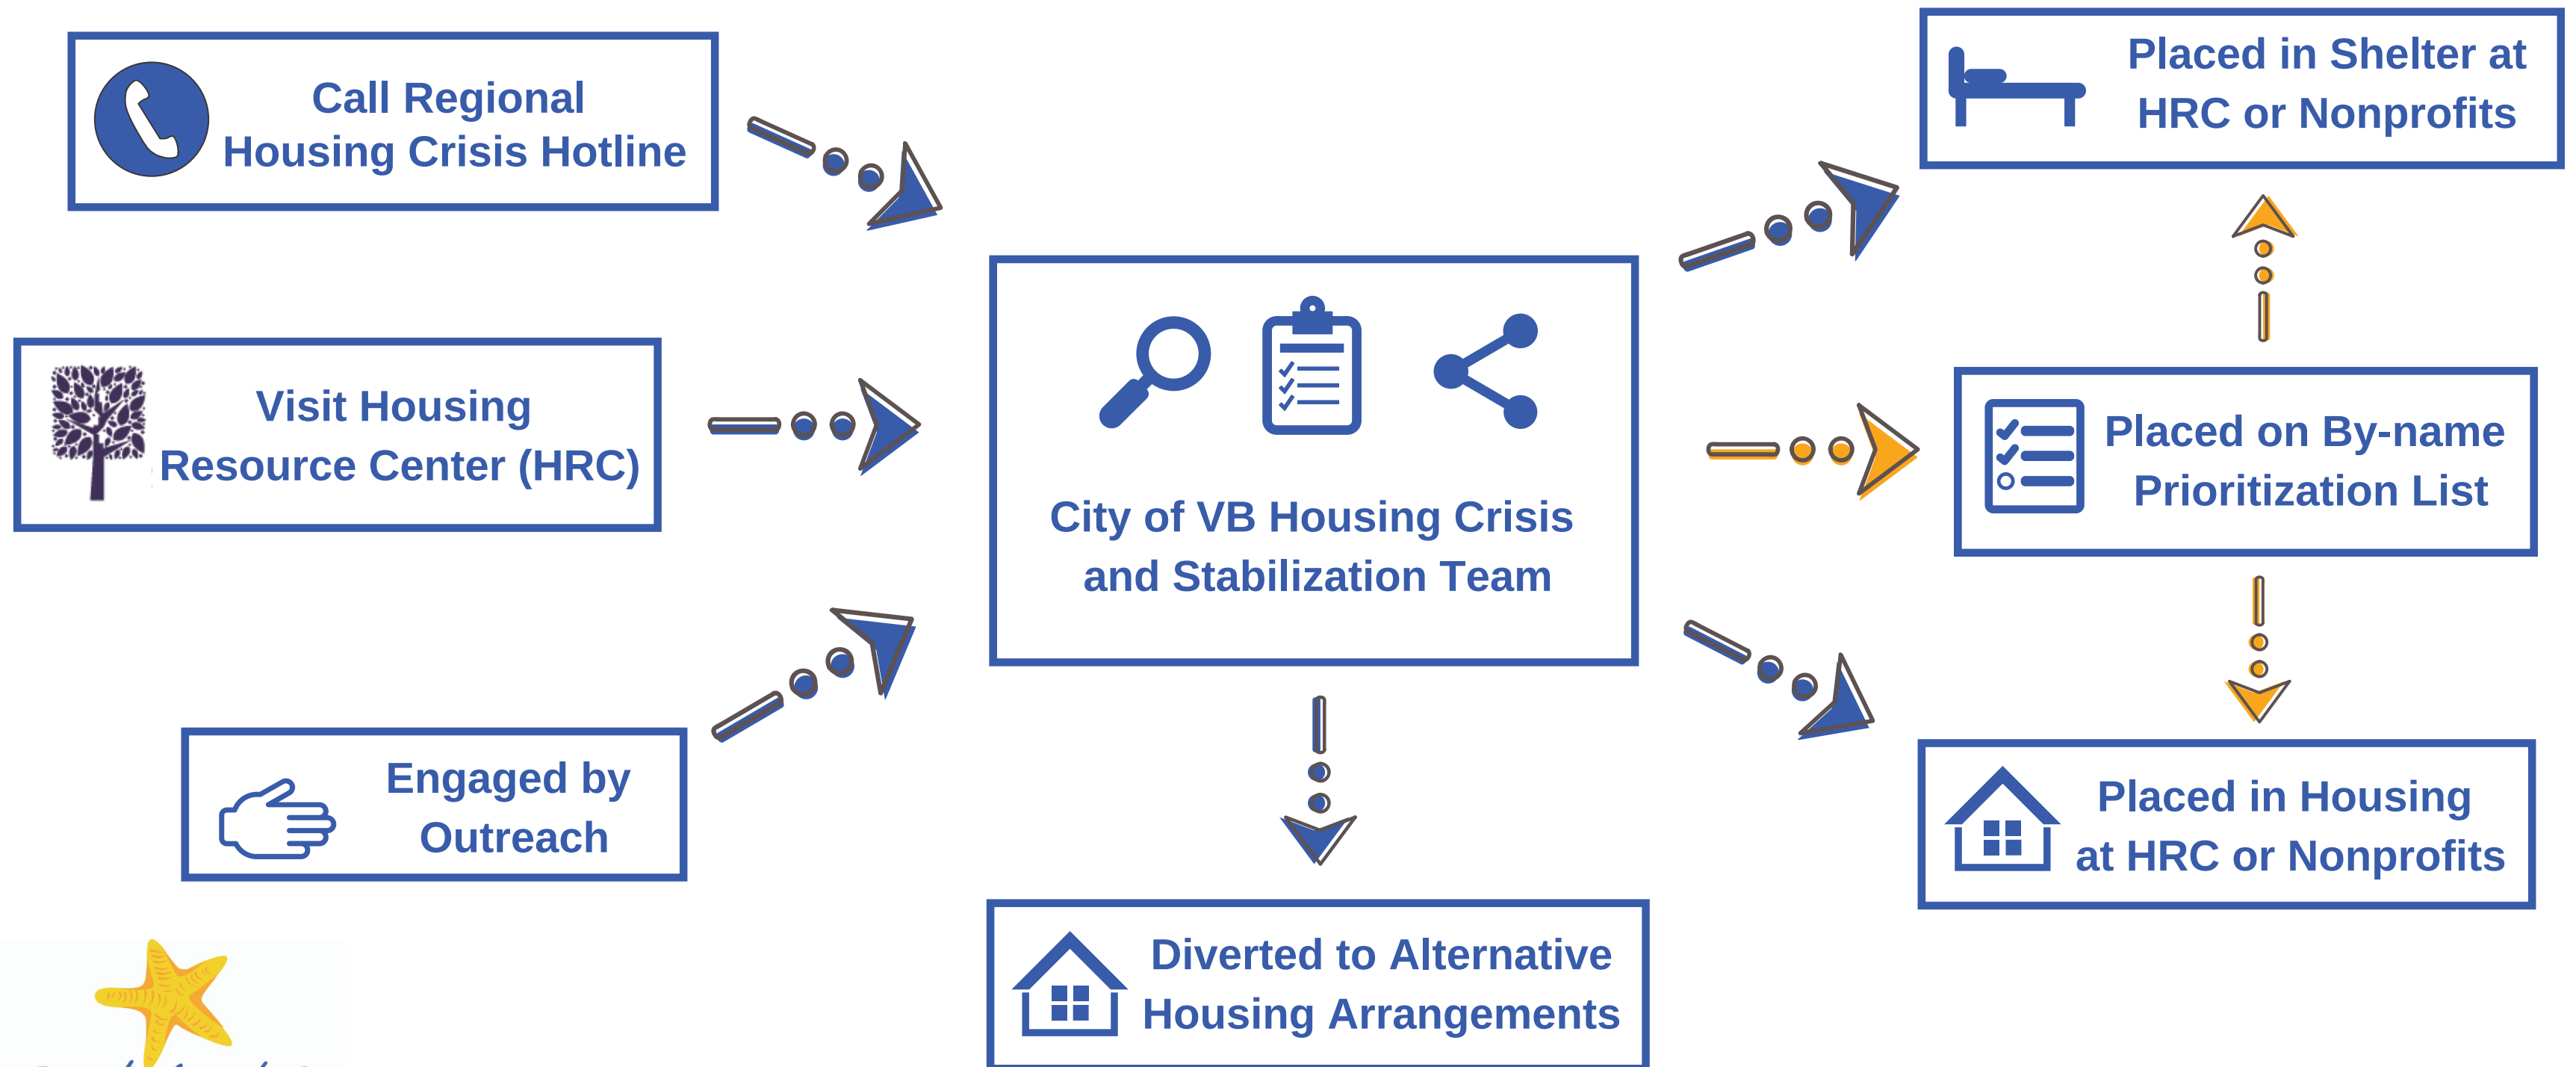 Call Regional
Housing Crisis Hotline
Visit Housing
Resource Center (HRC)
Engaged by
Outreach
City of VB Housing Crisis
and Stabilization Team
Diverted to Alternative
Housing Arrangements
Placed in Shelter at
HRC or Nonprofits
Placed on By-name
Prioritization List
Placed in Housing
at HRC or Nonprofits